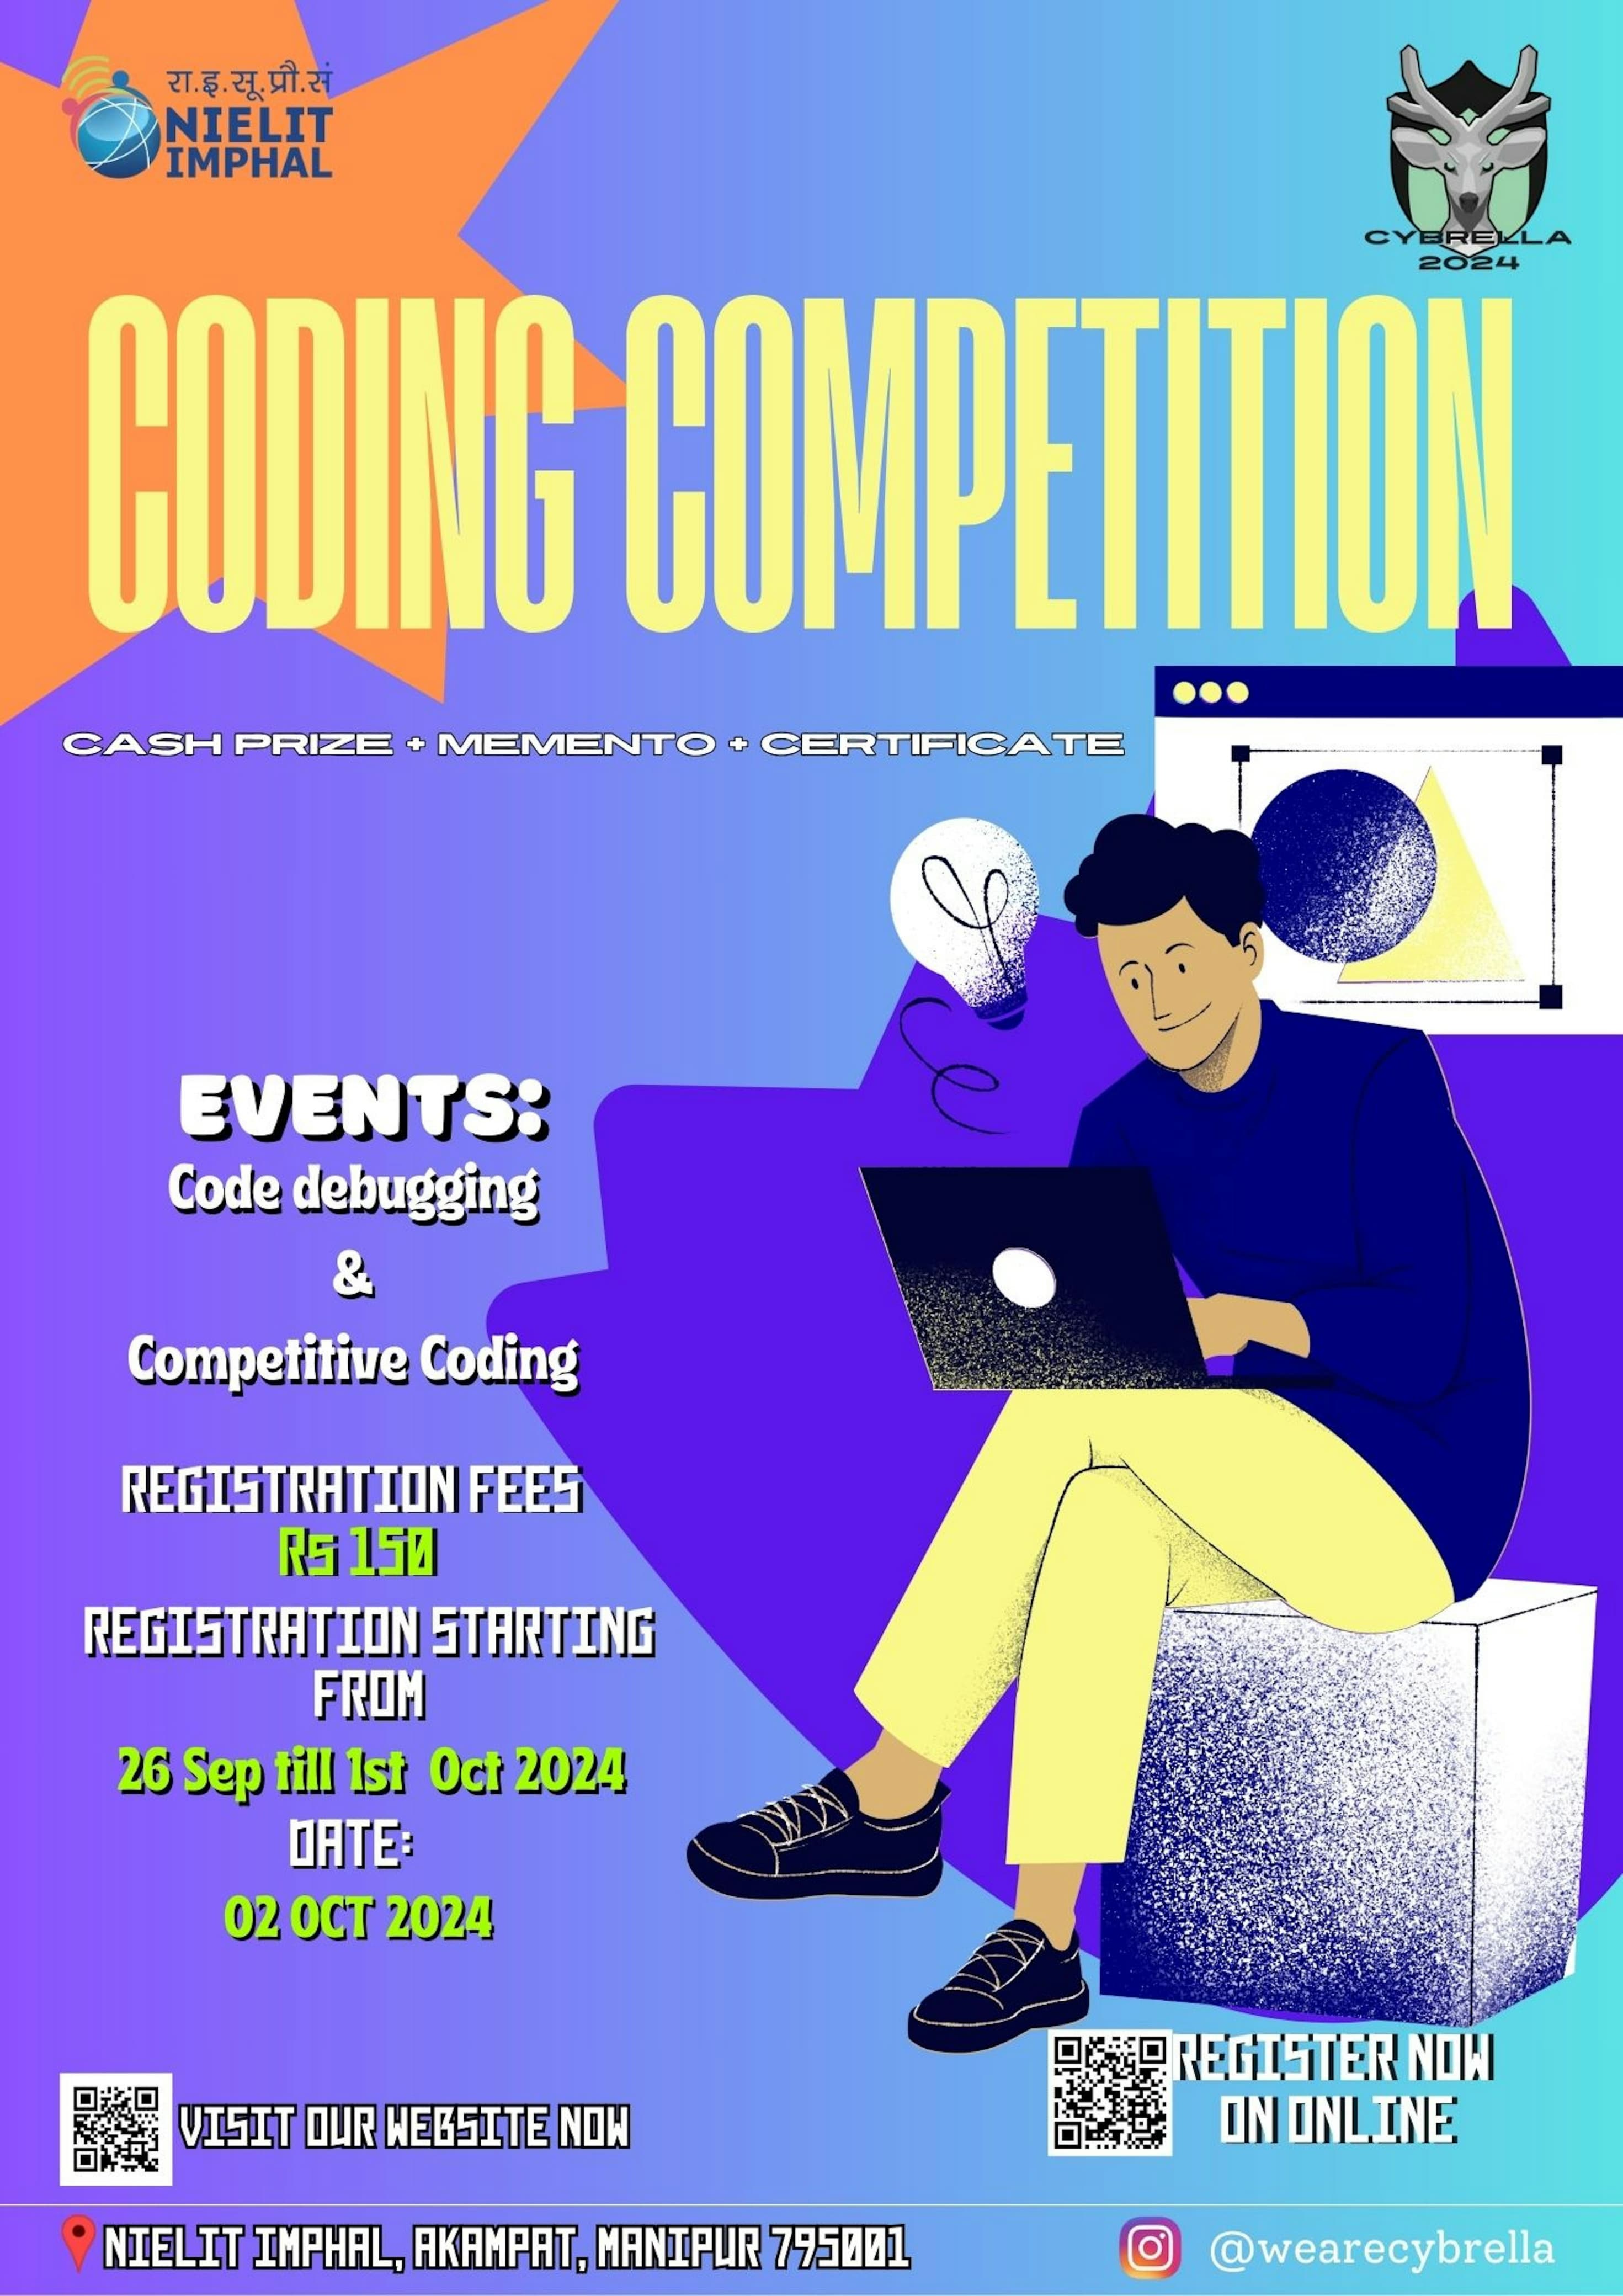 रा.इ.सू.प्रौ.सं
NIELIT
IMPHAL
CYBRELLA
2024
CODING COMPETITION
CASH PRIZE + MEMENTO + CERTIFICATE
EVENTS:
Code debugging
&
Competitive Coding
REGISTRATION FEES
Rs 150
REGISTRATION STARTING
FROM
26 Sep till 1st Oct 2024
DATE:
02 OCT 2024
REGISTER NOW
ON ONLINE
VISIT OUR WEBSITE NOW
NIELIT IMPHAL, AKAMPAT, MANIPUR 795001
@wearecybrella